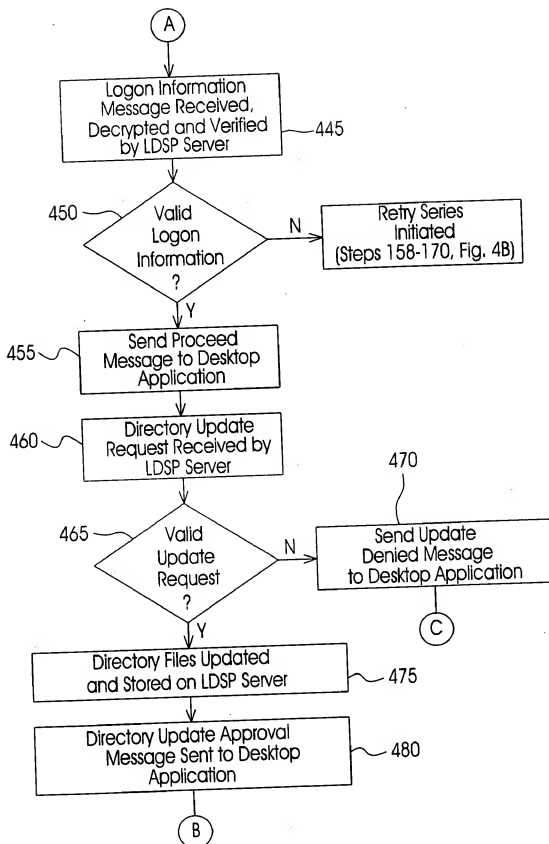 A
Logon Information
Message Received,
Decrypted and Verified
by LDSP Server
445
450
Valid
Logon
Information
?
N
Retry Series
Initiated
(Steps 158-170, Fig. 4B)
Y
455
Send Proceed
Message to Desktop
Application
460
Directory Update
Request Received by
LDSP Server
470
465
Valid
Update
Request
?
N
Send Update
Denied Message
to Desktop Application
C
Y
Directory Files Updated
and Stored on LDSP Server
475
Directory Update Approval
Message Sent to Desktop
Application
480
B